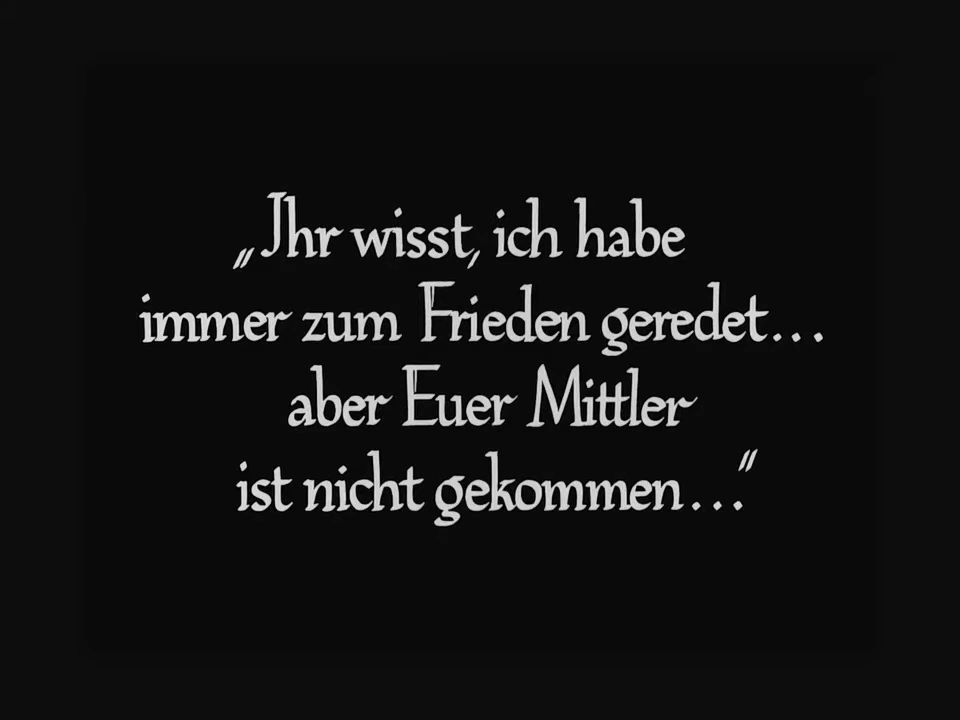 „Ihr wisst, ich habe
immer zum Frieden geredet...
aber Euer Mittler
ist nicht gekommen..."